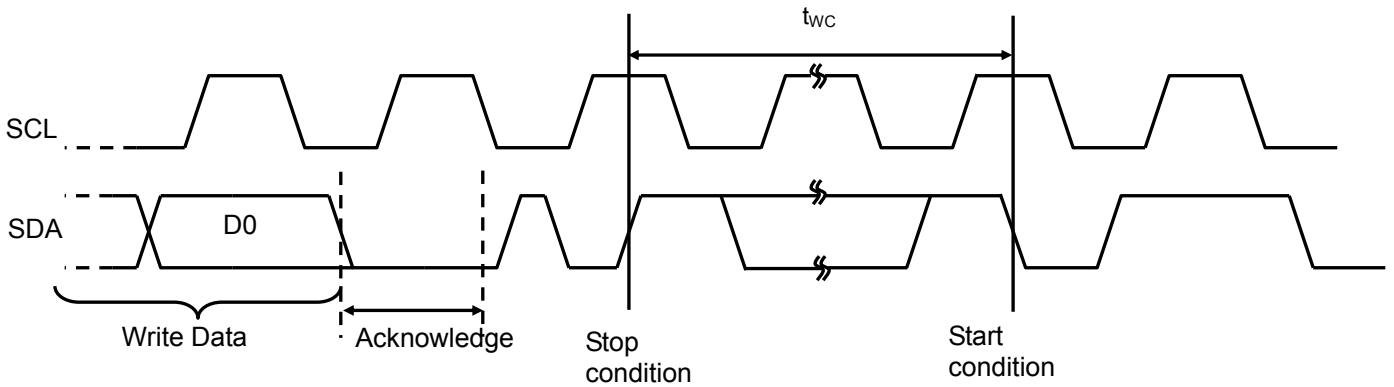 tWC
SCL
SDA
D0
Write Data
Acknowledge
Stop
condition
Start
condition